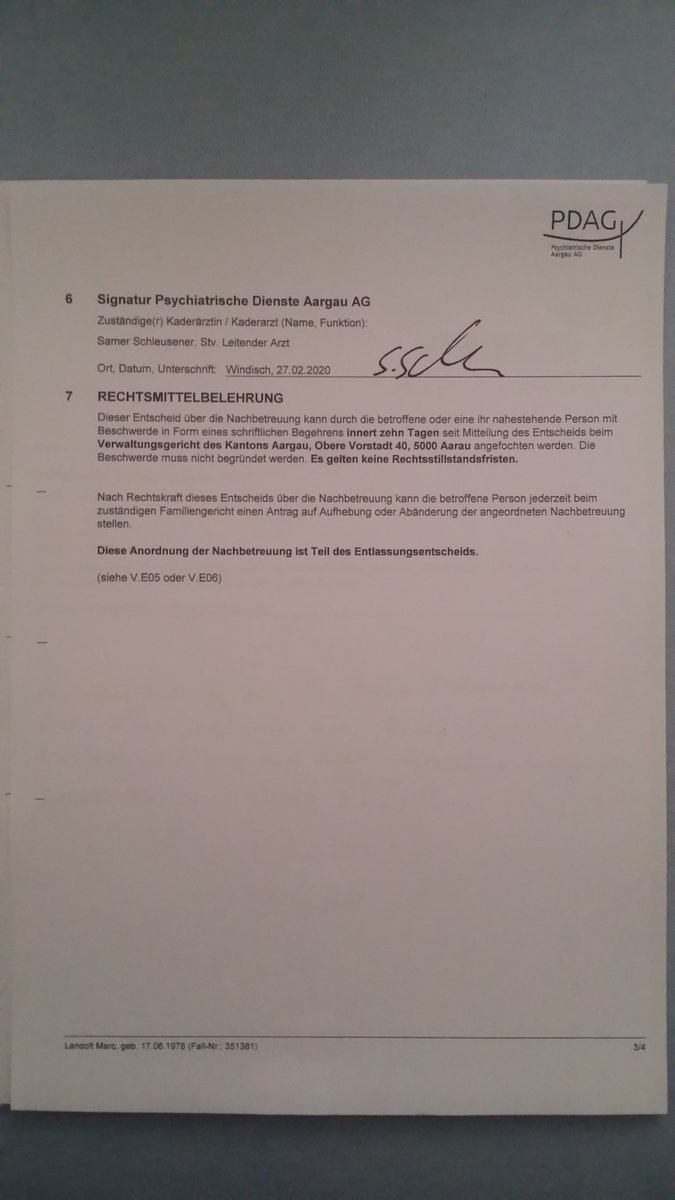 PDAG
Psychiatrische Dienste
Aargau AG
6 Signatur Psychiatrische Dienste Aargau AG
Zuständige(r) Kaderärztin / Kaderarzt (Name, Funktion):
Samer Schleusener, Stv. Leitender Arzt
Ort, Datum, Unterschrift: Windisch, 27.02.2020
7 RECHTSMITTELBELEHRUNG
Dieser Entscheid über die Nachbetreuung kann durch die betroffene oder eine ihr nahestehende Person mit
Beschwerde in Form eines schriftlichen Begehrens innert zehn Tagen seit Mitteilung des Entscheids beim
Verwaltungsgericht des Kantons Aargau, Obere Vorstadt 40, 5000 Aarau angefochten werden. Die
Beschwerde muss nicht begründet werden. Es gelten keine Rechtsstillstandsfristen.
Nach Rechtskraft dieses Entscheids über die Nachbetreuung kann die betroffene Person jederzeit beim
zuständigen Familiengericht einen Antrag auf Aufhebung oder Abänderung der angeordneten Nachbetreuung
stellen.
Diese Anordnung der Nachbetreuung ist Teil des Entlassungsentscheids.
(siehe V.E05 oder V.E06)
Landolt Marc, geb. 17.06.1978 (Fall-Nr.: 351381) 3/4